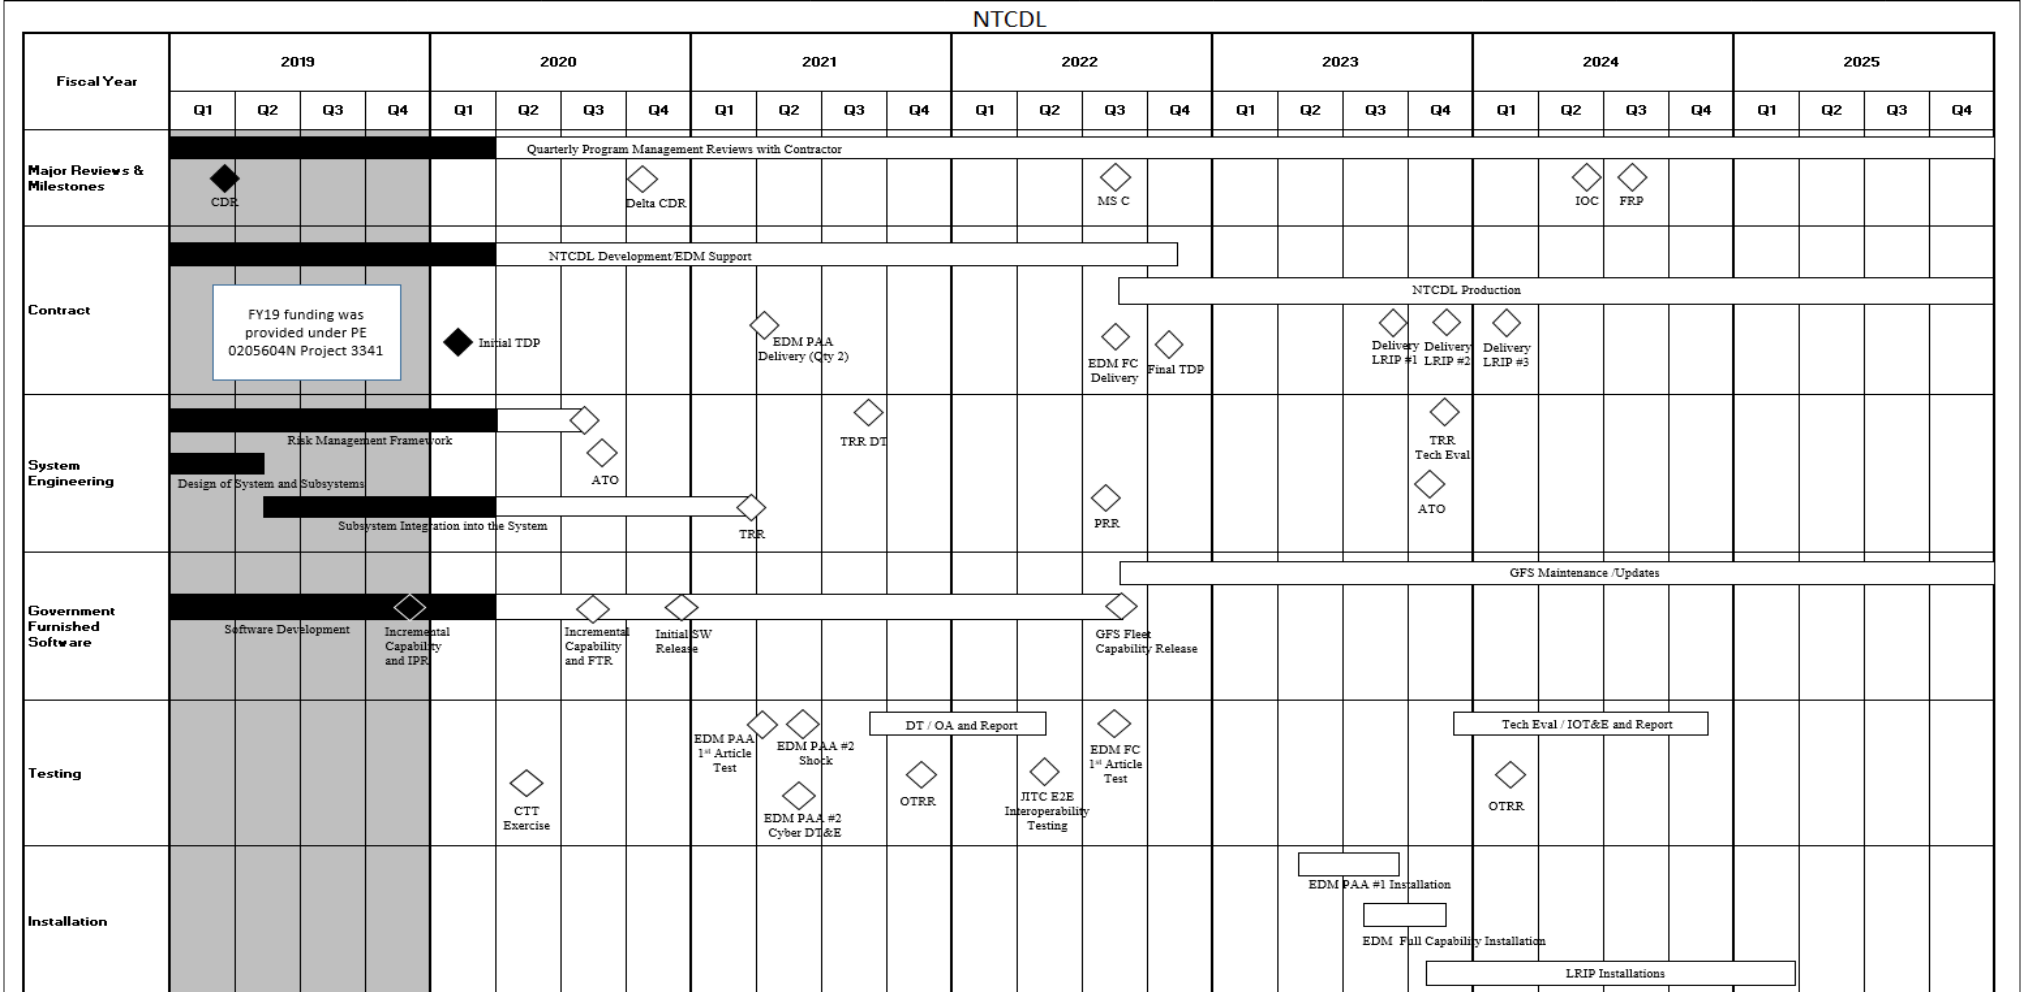 NTCDL
Fiscal Year
2019
2020
2021
2022
2023
2024
2025
Q1 Q2 Q3 Q4 Q1 Q2 Q3 Q4 Q1 Q2 Q3 Q4 Q1 Q2 Q3 Q4 Q1 Q2 Q3 Q4 Q1 Q2 Q3 Q4 Q1 Q2 Q3 Q4
Major Reviews &
Milestones
Quarterly Program Management Reviews with Contractor
CDR
Delta CDR
MS C
IOC
FRP
Contract
NTCDL Development/EDM Support
NTCDL Production
FY19 funding was
provided under PE
0205604N Project 3341
Initial TDP
EDM PAA
Delivery (Qty 2)
EDM FC
Delivery
Final TDP
Delivery
LRIP #1
Delivery
LRIP #2
Delivery
LRIP #3
System
Engineering
Risk Management Framework
ATO
TRR DT
TRR
Tech Eval
Design of System and Subsystems
Subsystem Integration into the System
TRR
PRR
ATO
Government
Furnished
Software
GFS Maintenance /Updates
Software Development
Incremental
Capability
and IPR
Incremental
Capability
and FTR
Initial SW
Release
GFS Fleet
Capability Release
Testing
CTT
Exercise
EDM PAA
1st Article
Test
EDM PAA #2
Shock
EDM PAA #2
Cyber DT&E
DT / OA and Report
OTRR
JITC E2E
Interoperability
Testing
EDM FC
1st Article
Test
Tech Eval / IOT&E and Report
OTRR
Installation
EDM PAA #1 Installation
EDM Full Capability Installation
LRIP Installations